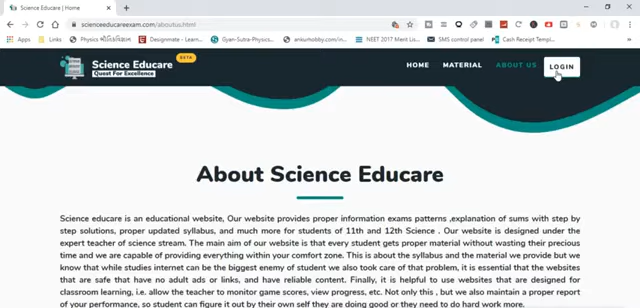 Science Educare | Home
scienceeducareexam.com/aboutus.html
Apps
Links
Designmate - Learn...
Gyan-Sutra-Physics...
ankurhobby.com/in...
NEET 2017 Merit Lis...
SMS control panel
Cash Receipt Templ...
Science Educare
BETA
Quest For Excellence
HOME
MATERIAL
ABOUT US
LOGIN
About Science Educare
Science educare is an educational website, Our website provides proper information exams patterns ,explanation of sums with step by
step solutions, proper updated syllabus, and much more for students of 11th and 12th Science . Our website is designed under the
expert teacher of science stream. The main aim of our website is that every student gets proper material without wasting their precious
time and we are capable of providing everything within your comfort zone. This is about the syllabus and the material we provide but we
know that while studies internet can be the biggest enemy of student we also took care of that problem, it is essential that the websites
that are safe that have no adult ads or links, and have reliable content. Finally, it is helpful to use websites that are designed for
classroom learning, i.e. allow the teacher to monitor game scores, view progress, etc. Not only this , but we also maintain a proper report
of your performance, so student can figure it out by their own self they are doing good or they need to do hard work more.